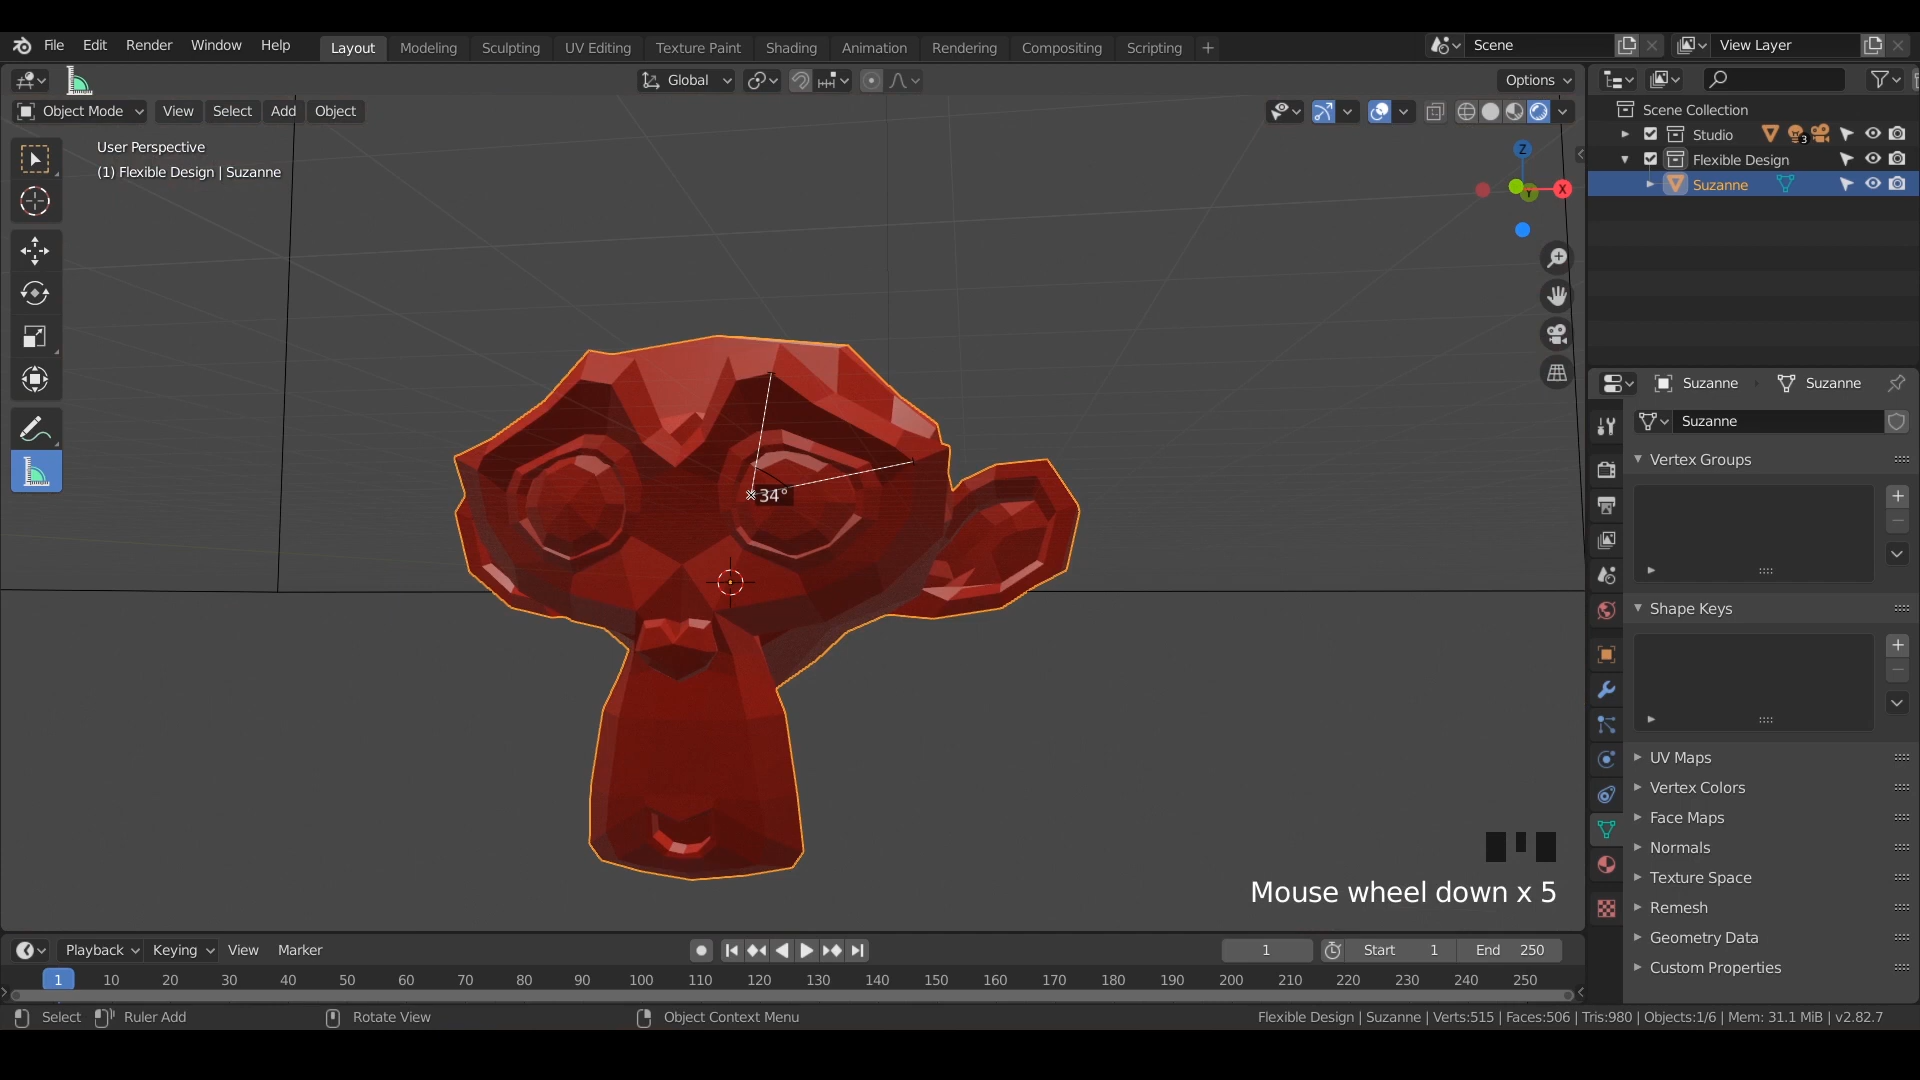 File Edit Render Window Help Layout Modeling Sculpting UV Editing Texture Paint Shading Animation Rendering Compositing Scripting + Scene View Layer
Global Options
Object Mode View Select Add Object
User Perspective
(1) Flexible Design | Suzanne
Z
X
Y
34°
Mouse wheel down x 5
Scene Collection
Studio 3
Flexible Design
Suzanne
Suzanne Suzanne
Suzanne
Vertex Groups
Shape Keys
UV Maps
Vertex Colors
Face Maps
Normals
Texture Space
Remesh
Geometry Data
Custom Properties
Playback Keying View Marker 1 Start 1 End 250
1 10 20 30 40 50 60 70 80 90 100 110 120 130 140 150 160 170 180 190 200 210 220 230 240 250
Select Ruler Add Rotate View Object Context Menu Flexible Design | Suzanne | Verts:515 | Faces:506 | Tris:980 | Objects:1/6 | Mem: 31.1 MiB | v2.82.7